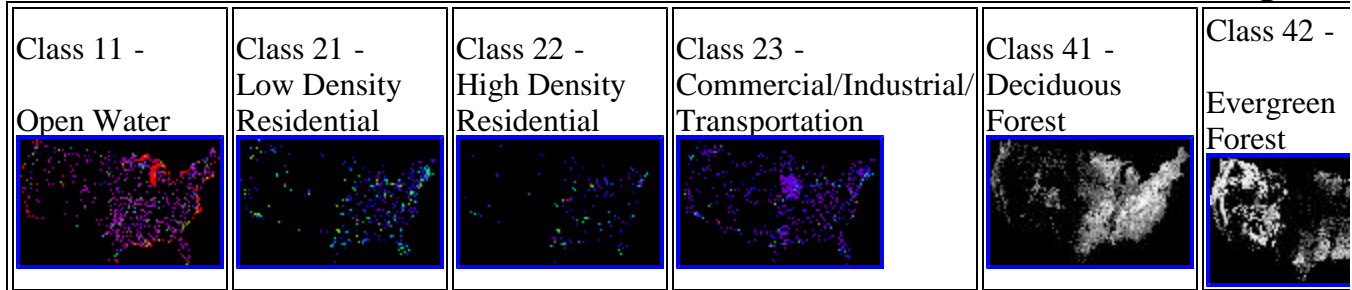 Class 11 -
Open Water
Class 21 -
Low Density
Residential
Class 22 -
High Density
Residential
Class 23 -
Commercial/Industrial/
Transportation
Class 41 -
Deciduous
Forest
Class 42 -
Evergreen
Forest